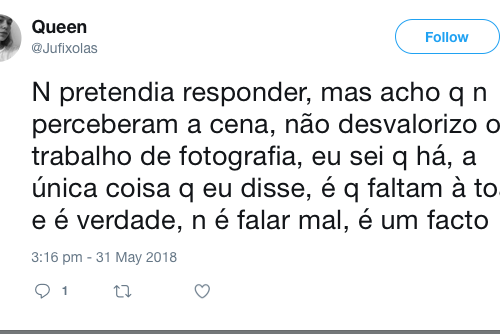 Queen
@Jufixolas
Follow
N pretendia responder, mas acho q n
perceberam a cena, não desvalorizo o
trabalho de fotografia, eu sei q há, a
única coisa q eu disse, é q faltam à
e é verdade, n é falar mal, é um facto
3:16 pm - 31 May 2018
1